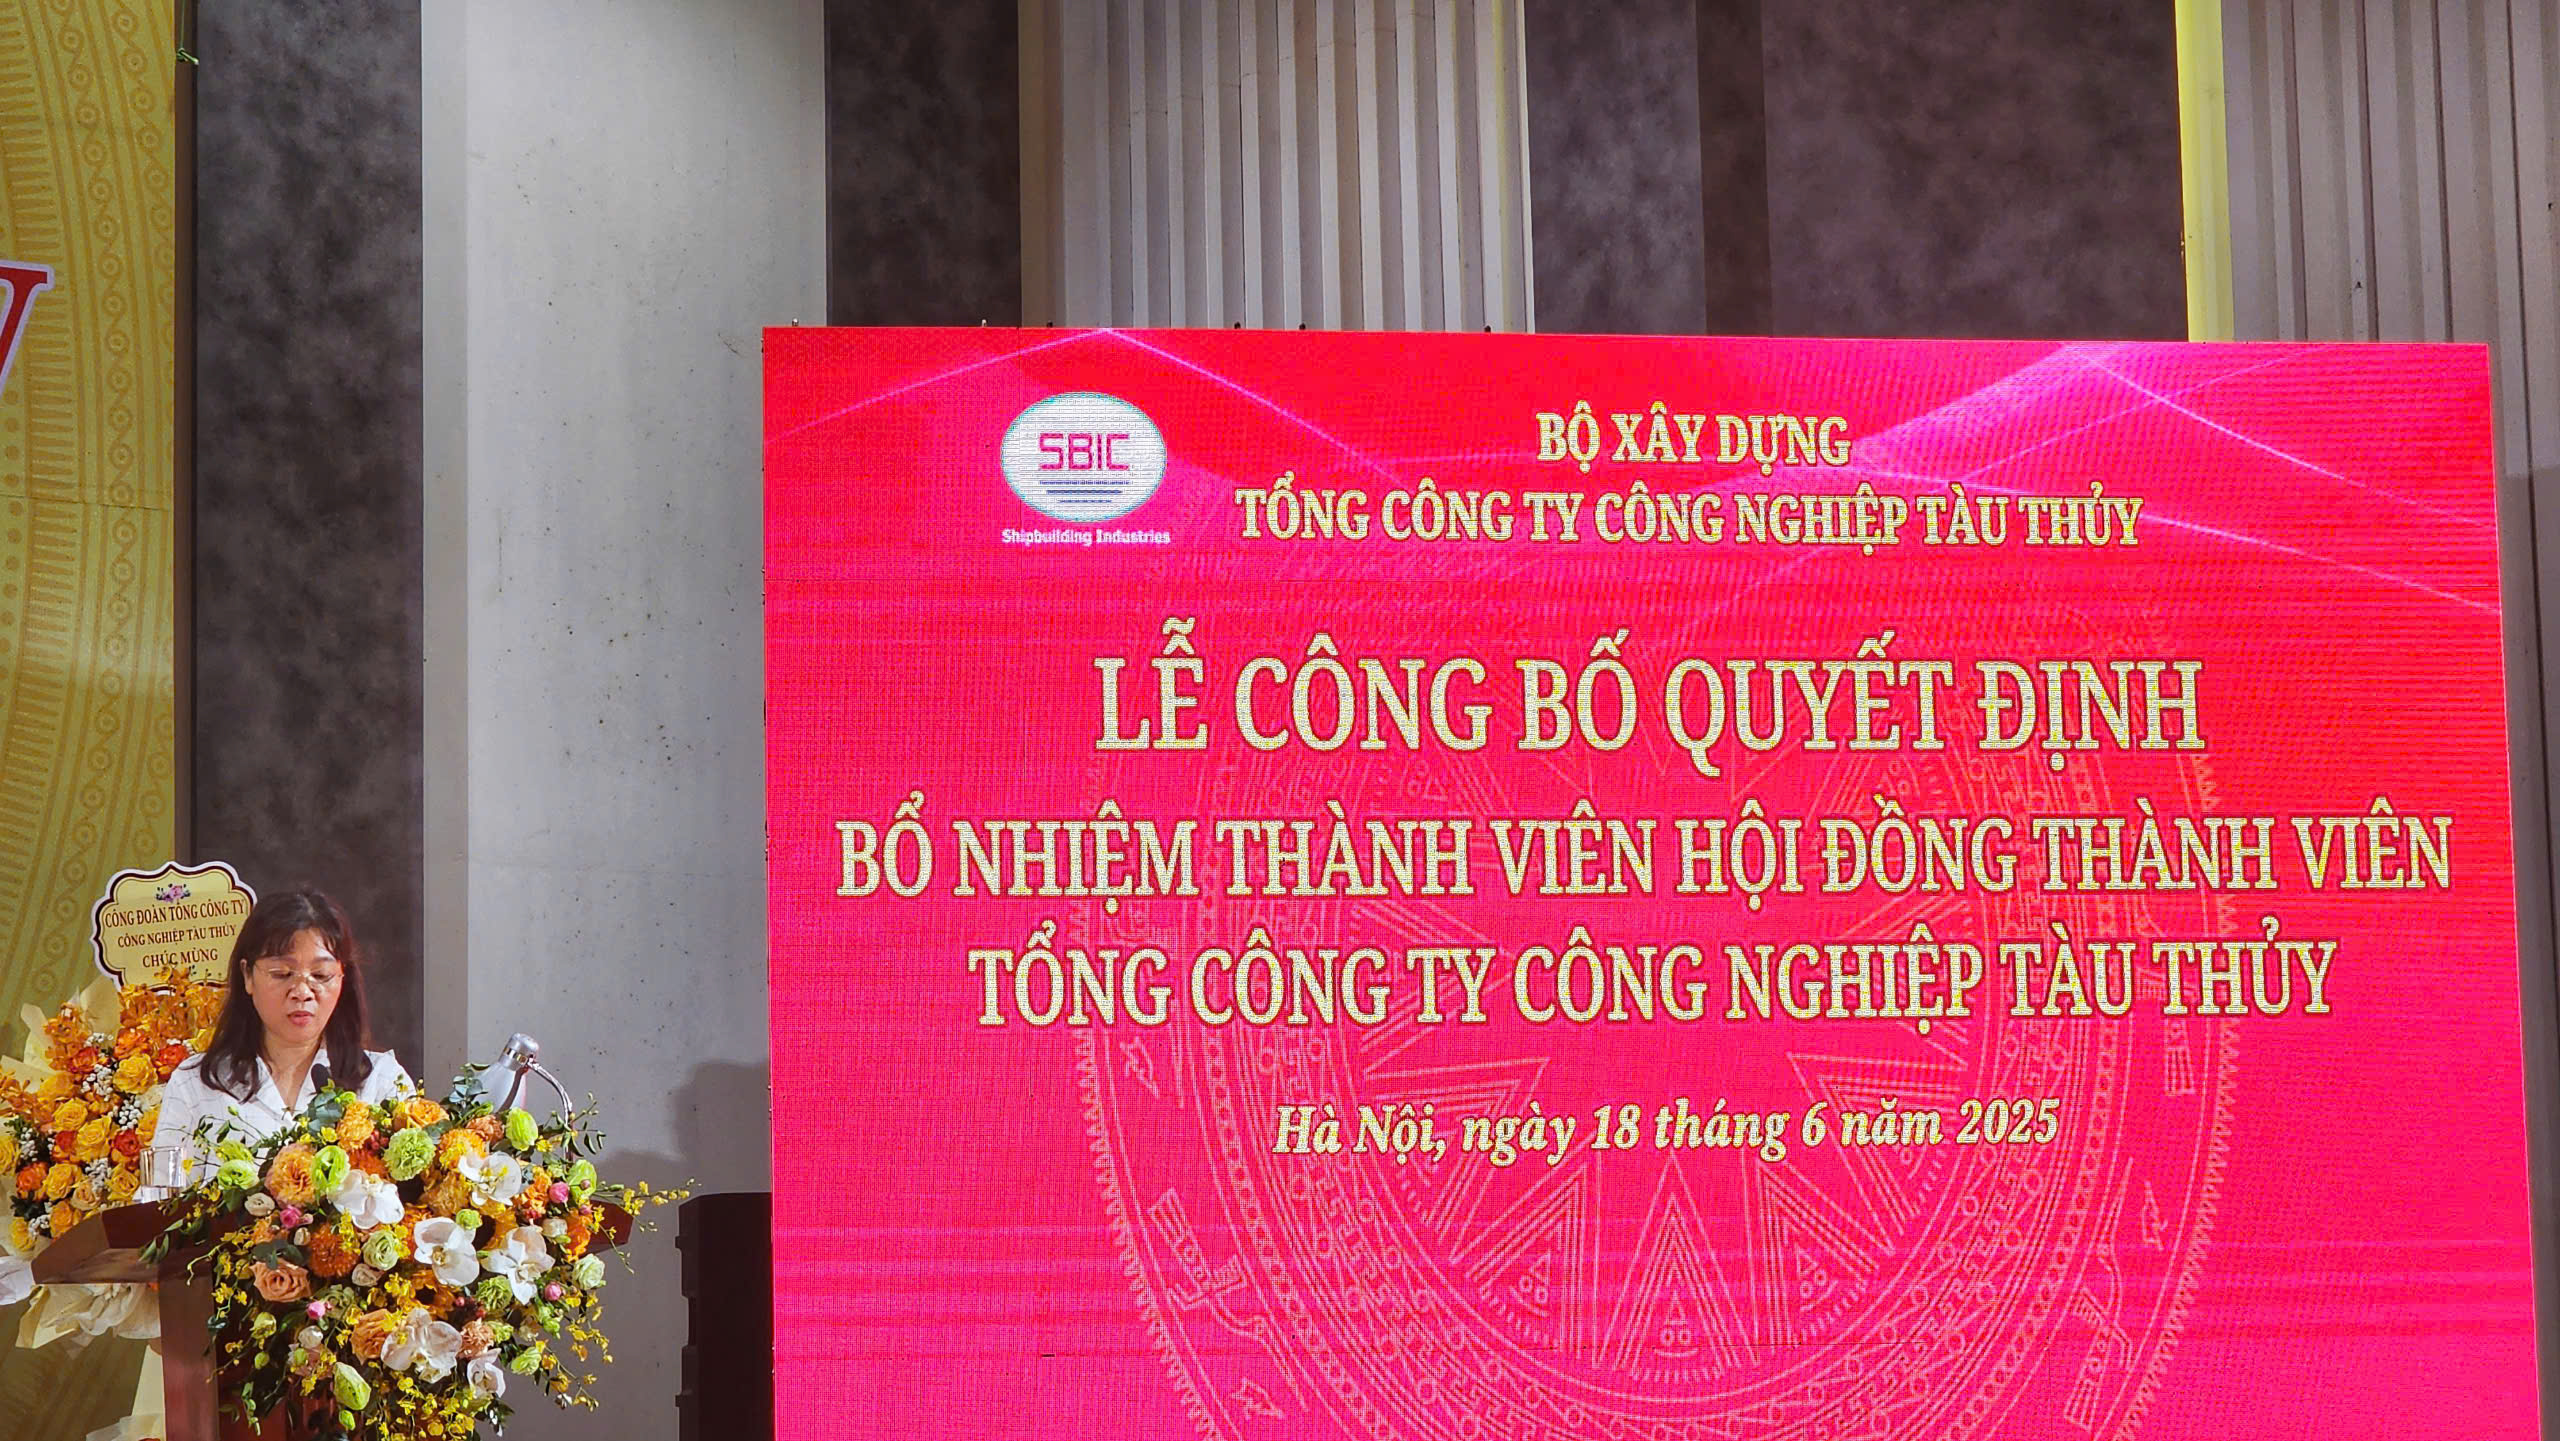 SBIC
Shipbuilding Industries
BỘ XÂY DỰNG
TỔNG CÔNG TY CÔNG NGHIỆP TÀU THỦY
LỄ CÔNG BỐ QUYẾT ĐỊNH
BỔ NHIỆM THÀNH VIÊN HỘI ĐỒNG THÀNH VIÊN
TỔNG CÔNG TY CÔNG NGHIỆP TÀU THỦY
Hà Nội, ngày 18 tháng 6 năm 2025
CÔNG ĐOÀN TỔNG CÔNG TY
CÔNG NGHIỆP TÀU THỦY
CHÚC MỪNG